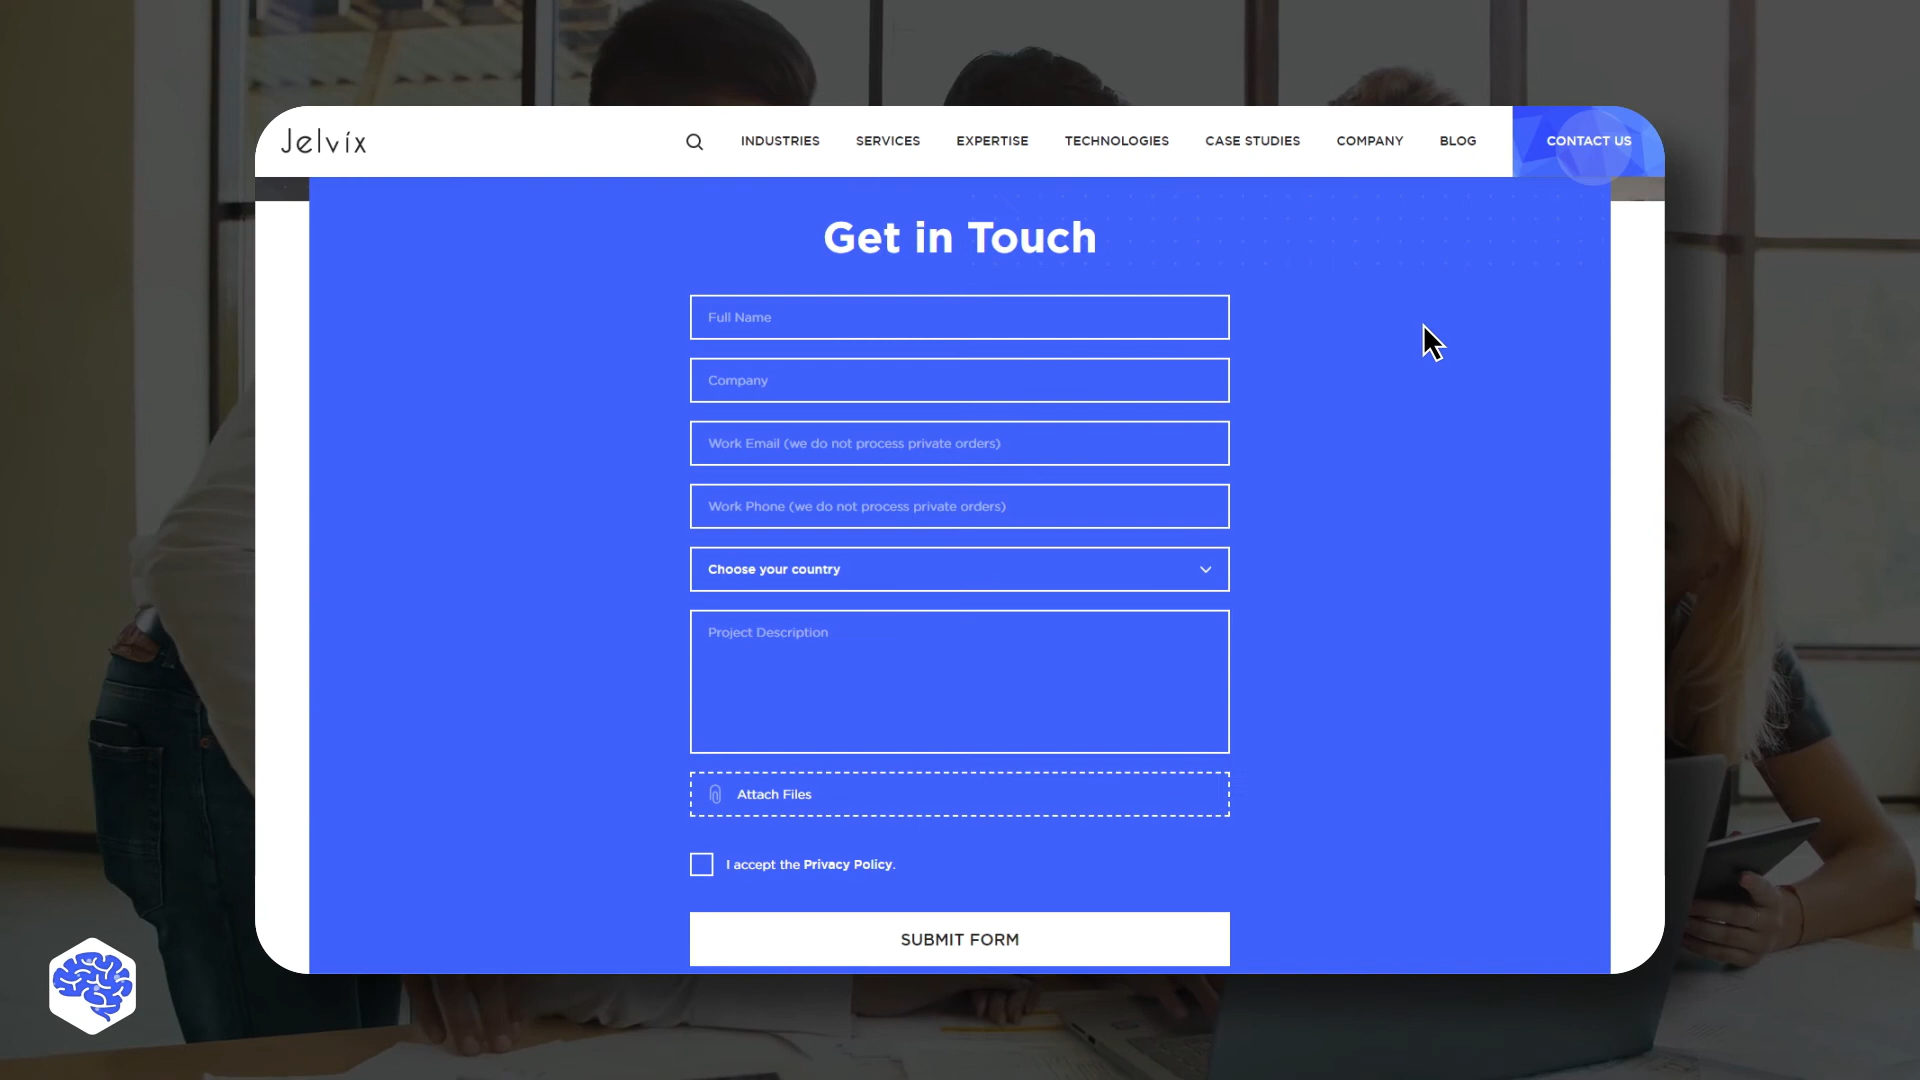 Jelvix
INDUSTRIES SERVICES EXPERTISE TECHNOLOGIES CASE STUDIES COMPANY BLOG CONTACT US
Get in Touch
Full Name
Company
Work Email (we do not process private orders)
Work Phone (we do not process private orders)
Choose your country
Project Description
Attach Files
I accept the Privacy Policy.
SUBMIT FORM